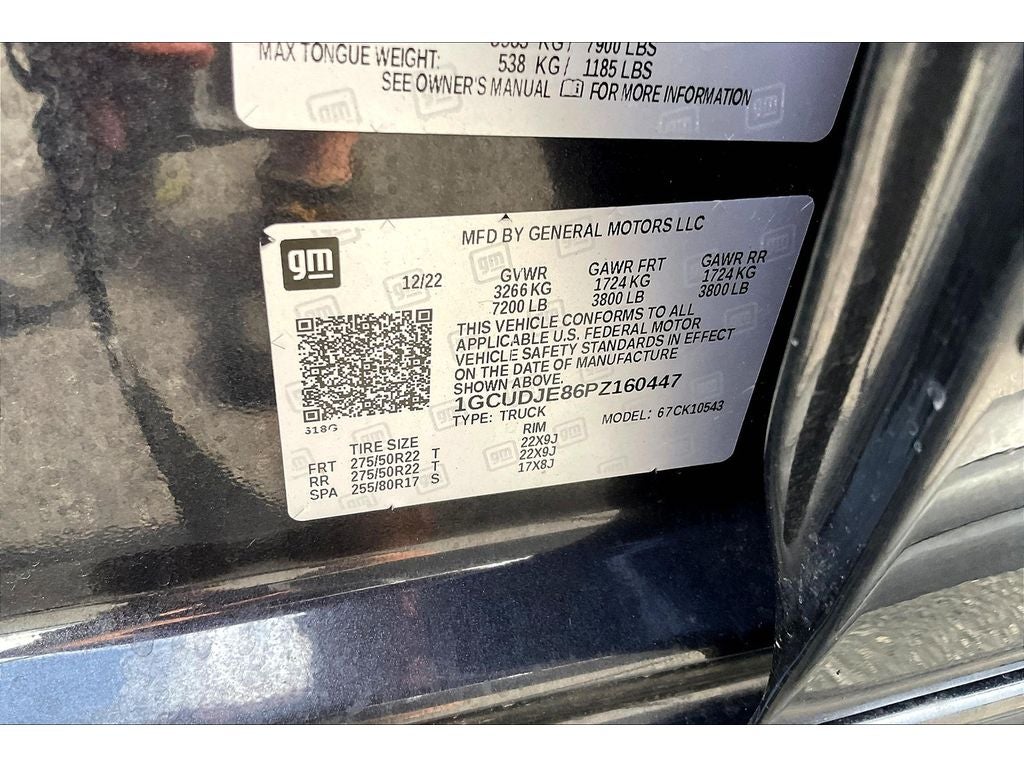 7900 LBS
MAX TONGUE WEIGHT: 538 KG/ 1185 LBS
SEE OWNER'S MANUAL FOR MORE INFORMATION
gm
MFD BY GENERAL MOTORS LLC
12/22 GVWR GAWR FRT GAWR RR
3266 KG 1724 KG 1724 KG
7200 LB 3800 LB 3800 LB
THIS VEHICLE CONFORMS TO ALL
APPLICABLE U.S. FEDERAL MOTOR
VEHICLE SAFETY STANDARDS IN EFFECT
ON THE DATE OF MANUFACTURE
SHOWN ABOVE.
1GCUDJE86PZ160447
TYPE: TRUCK MODEL: 67CK10543
318G
TIRE SIZE RIM
FRT 275/50R22 T 22X9J
RR 275/50R22 22X9J
SPA 255/80R17 S 17X8J